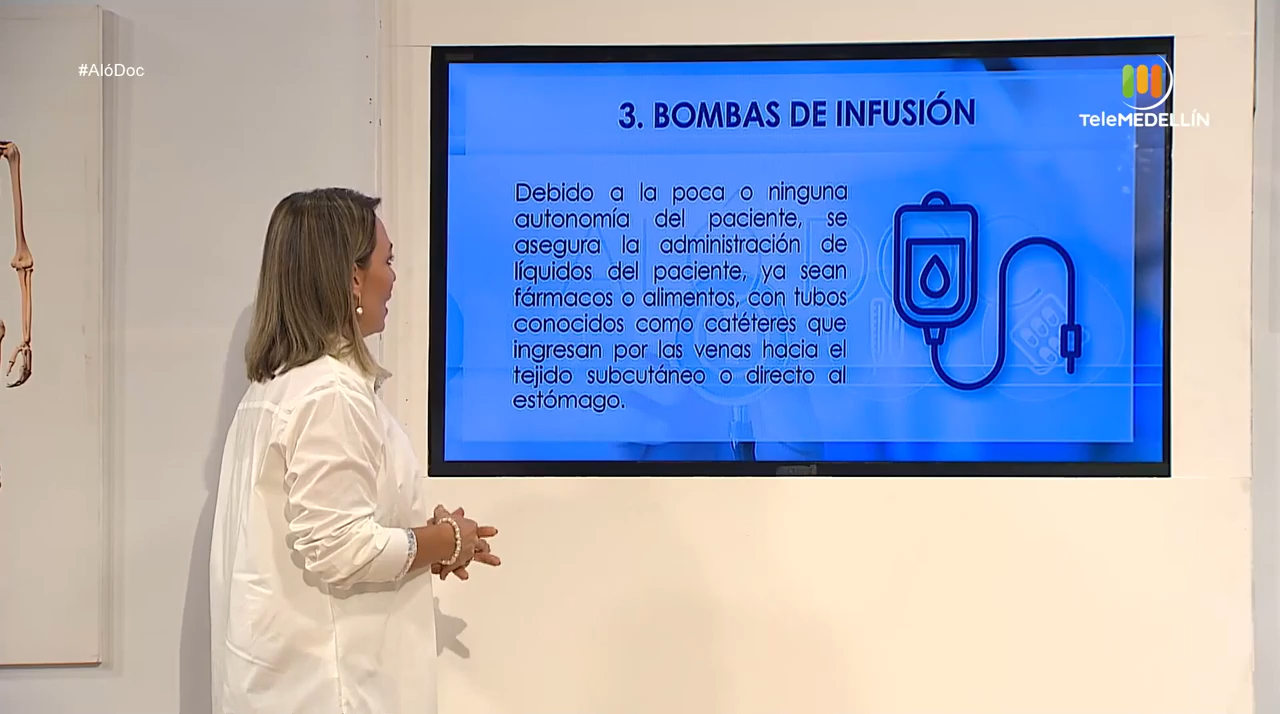 #AlóDoc
TeleMEDELLÍN
3. BOMBAS DE INFUSIÓN
Debido a la poca o ninguna
autonomía del paciente, se
asegura la administración de
líquidos del paciente, ya sean
fármacos o alimentos, con tubos
conocidos como catéteres que
ingresan por las venas hacia el
tejido subcutáneo o directo al
estómago.